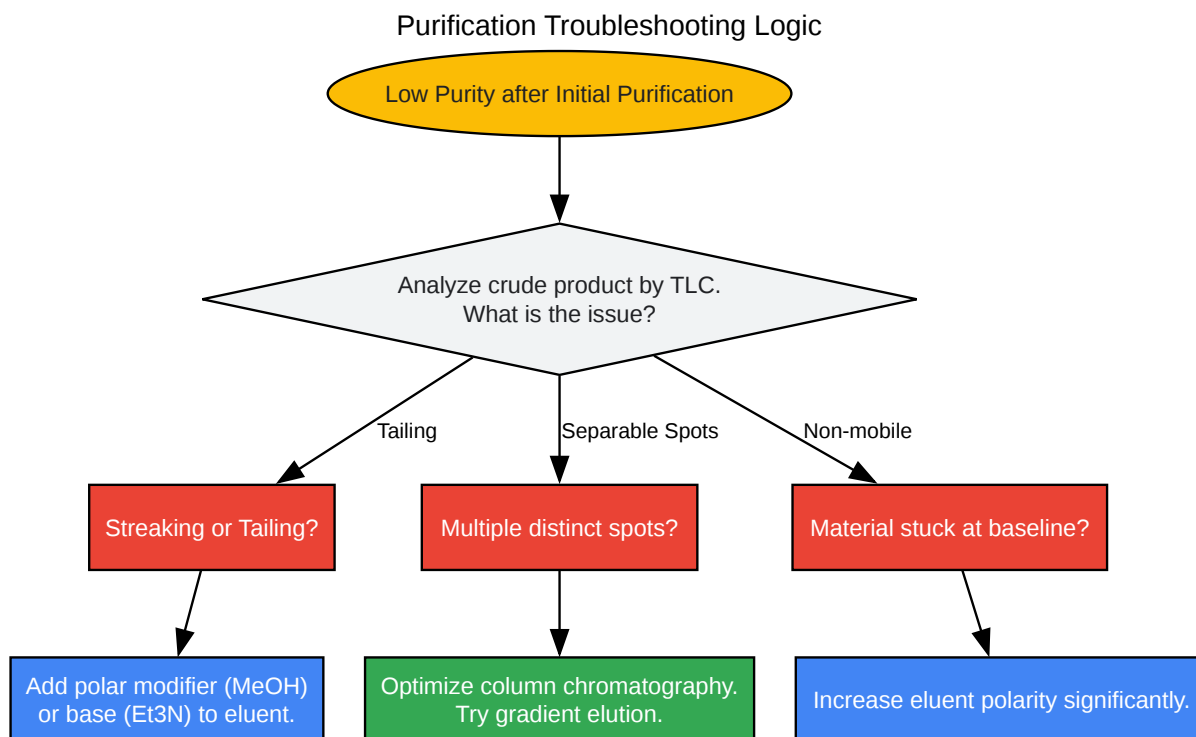 Purification Troubleshooting Logic
Low Purity after Initial Purification
Analyze crude product by TLC.
What is the issue?
Tailing
Separable Spots
Non-mobile
Streaking or Tailing?
Multiple distinct spots?
Material stuck at baseline?
Add polar modifier (MeOH)
or base (Et3N) to eluent.
Optimize column chromatography.
Try gradient elution.
Increase eluent polarity significantly.